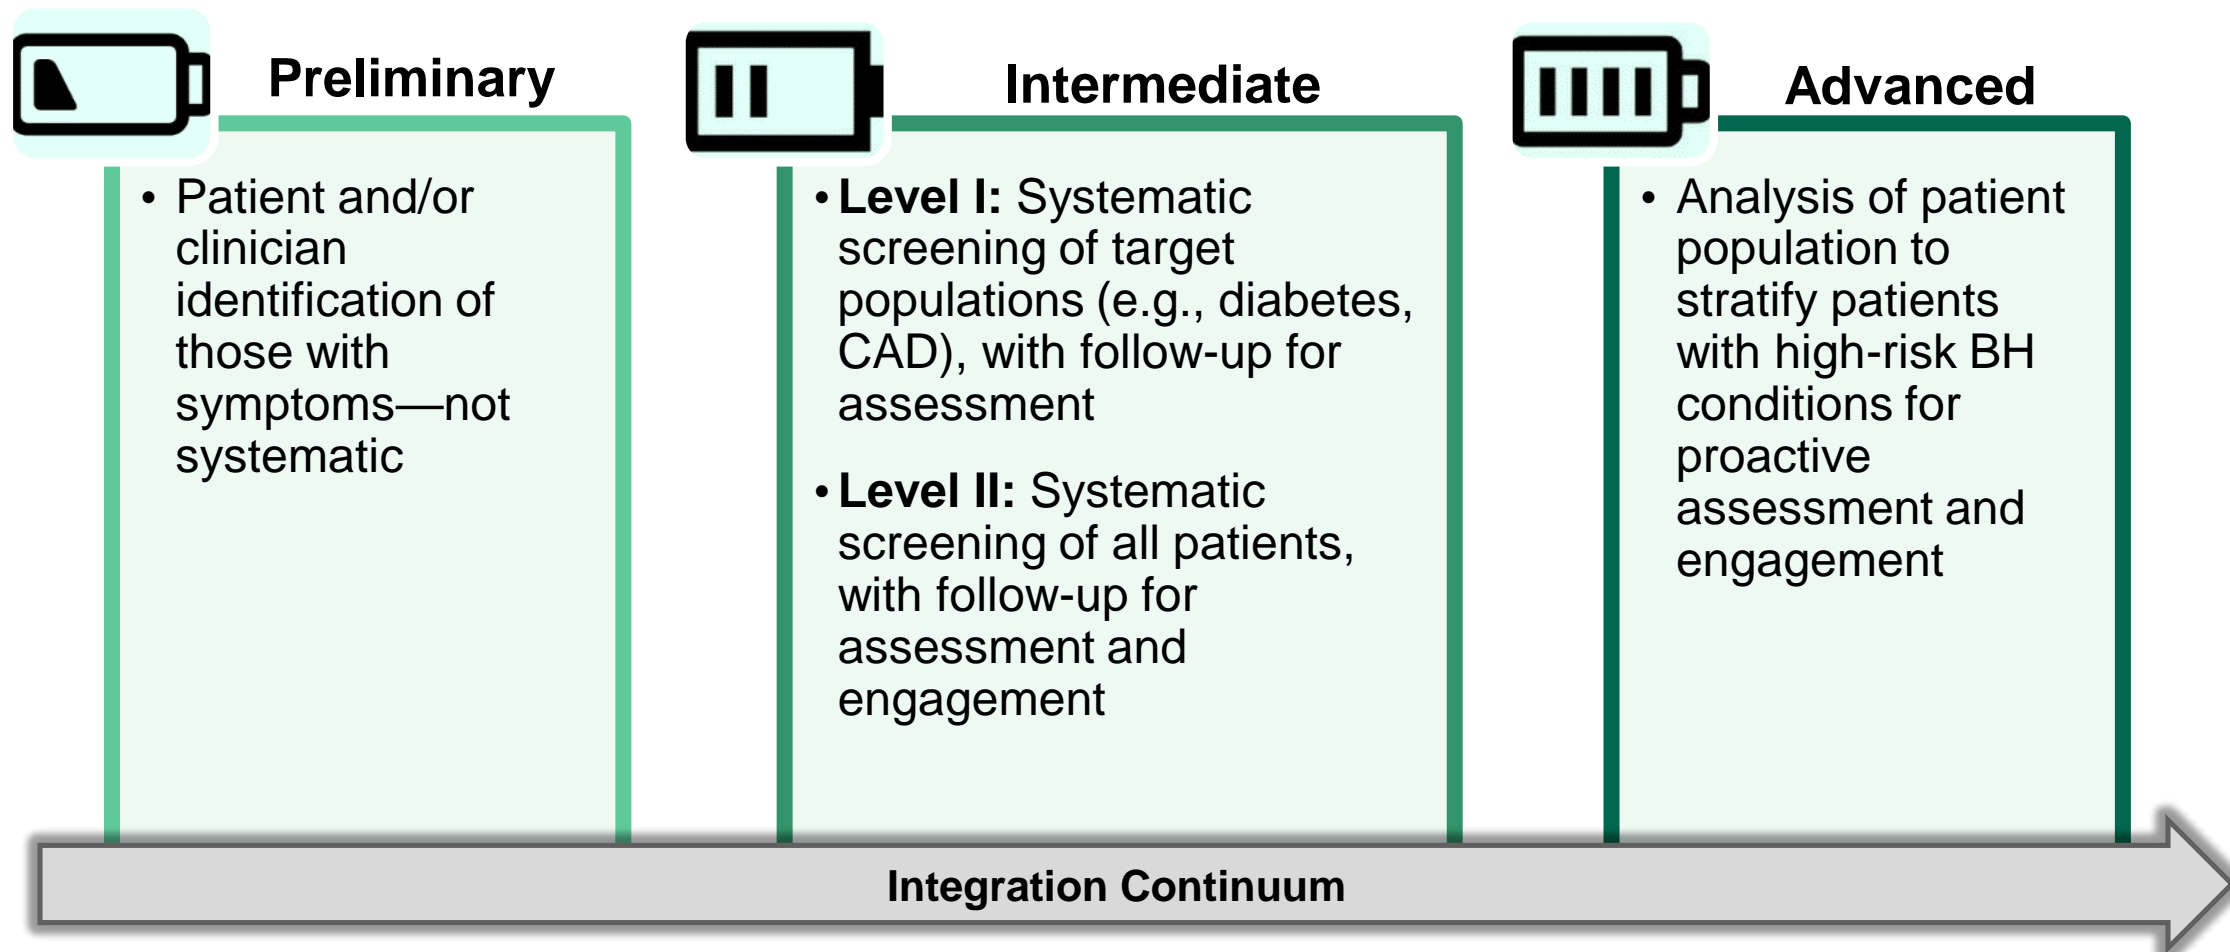 Preliminary
• Patient and/or
clinician
identification of
those with
symptoms—not
systematic
Intermediate
• Level I: Systematic
screening of target
populations (e.g., diabetes,
CAD), with follow-up for
assessment
• Level II: Systematic
screening of all patients,
with follow-up for
assessment and
engagement
Advanced
• Analysis of patient
population to
stratify patients
with high-risk BH
conditions for
proactive
assessment and
engagement
Integration Continuum